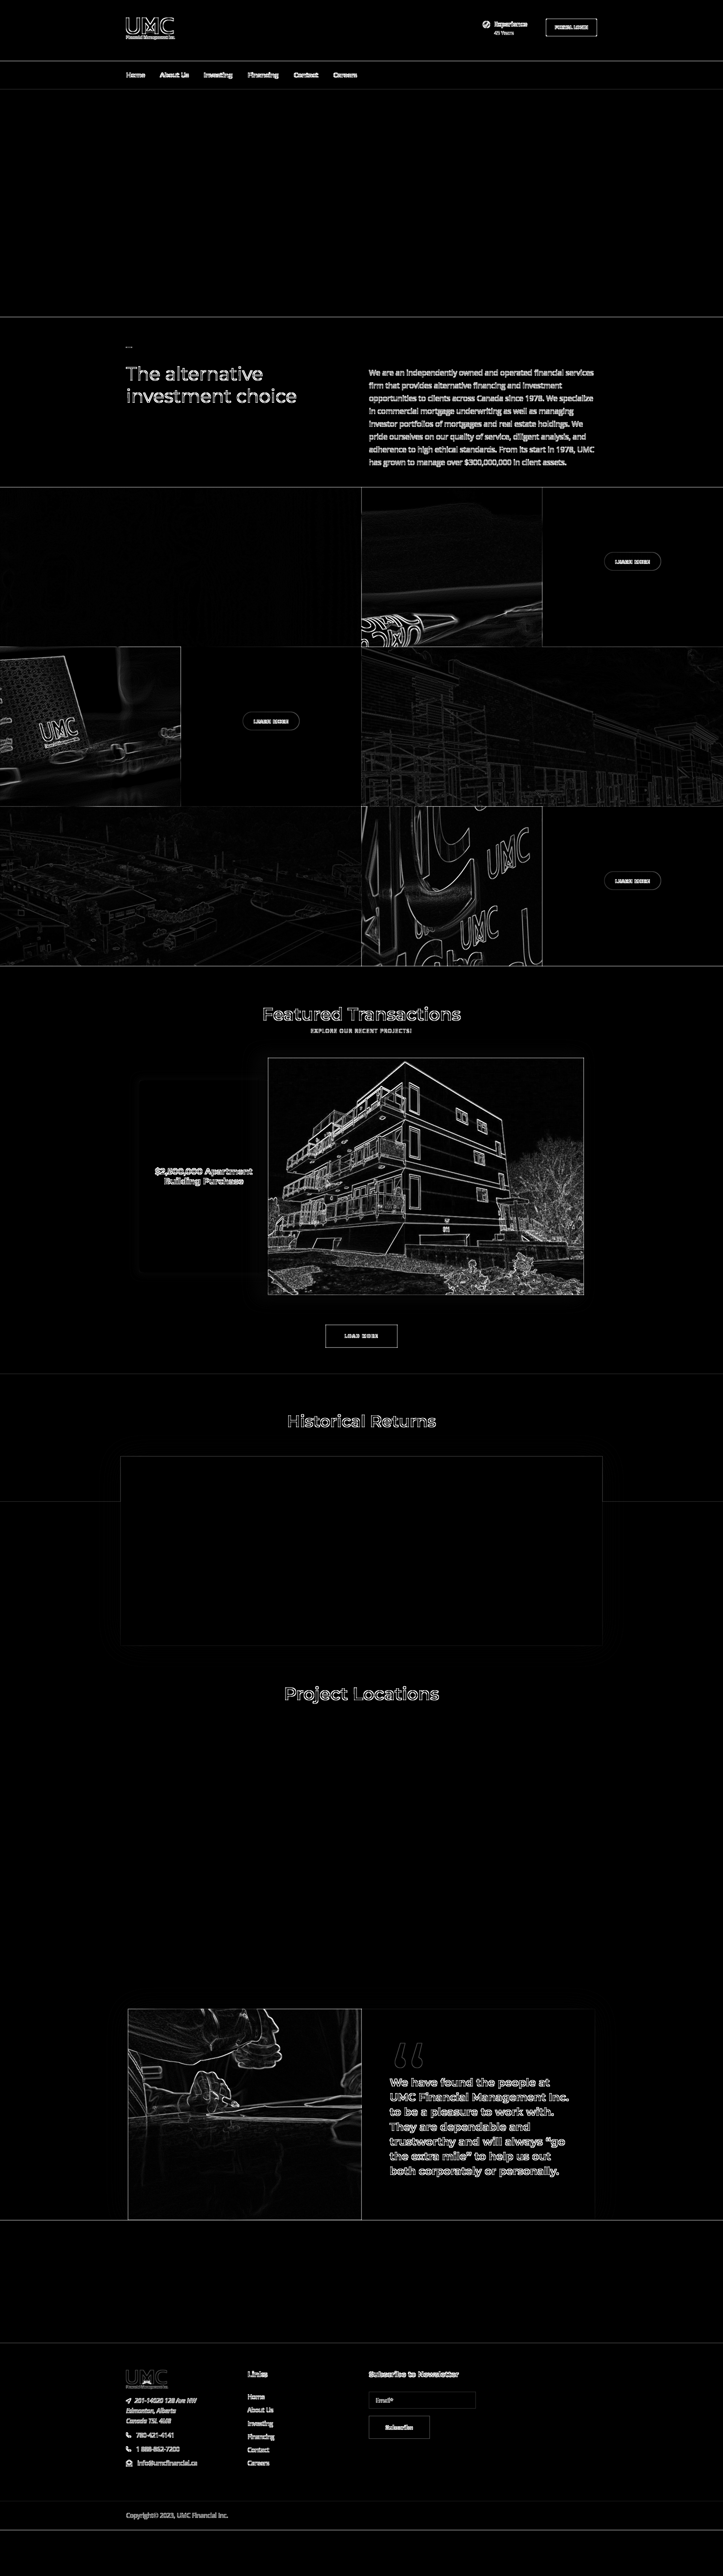 UMC
Financial Management Inc.
Experience
45 Years
PORTAL LOGIN
Home About Us Investing Financing Contact Careers
The alternative
investment choice
We are an independently owned and operated financial services
firm that provides alternative financing and investment
opportunities to clients across Canada since 1978. We specialize
in commercial mortgage underwriting as well as managing
investor portfolios of mortgages and real estate holdings. We
pride ourselves on our quality of service, diligent analysis, and
adherence to high ethical standards. From its start in 1978, UMC
has grown to manage over $300,000,000 in client assets.
LEARN MORE
UMC
LEARN MORE
UMC
UMC
LEARN MORE
Featured Transactions
EXPLORE OUR RECENT PROJECTS!
Apartment
Building Purchase
LOAD MORE
Historical Returns
Project Locations
“
We have found the people at
UMC Financial Management Inc.
to be a pleasure to work with.
They are dependable and
trustworthy and will always “go
the extra mile” to help us out
both corporately or personally.
UMC
Financial Management Inc.
201-14020 128 Ave NW
Edmonton, Alberta
Canada T5L 4M8
780-421-4141
1 888-862-7200
info@umcfinancial.ca
Links
Home
About Us
Investing
Financing
Contact
Careers
Subscribe to Newsletter
Email*
Subscribe
Copyright© 2023, UMC Financial Inc.